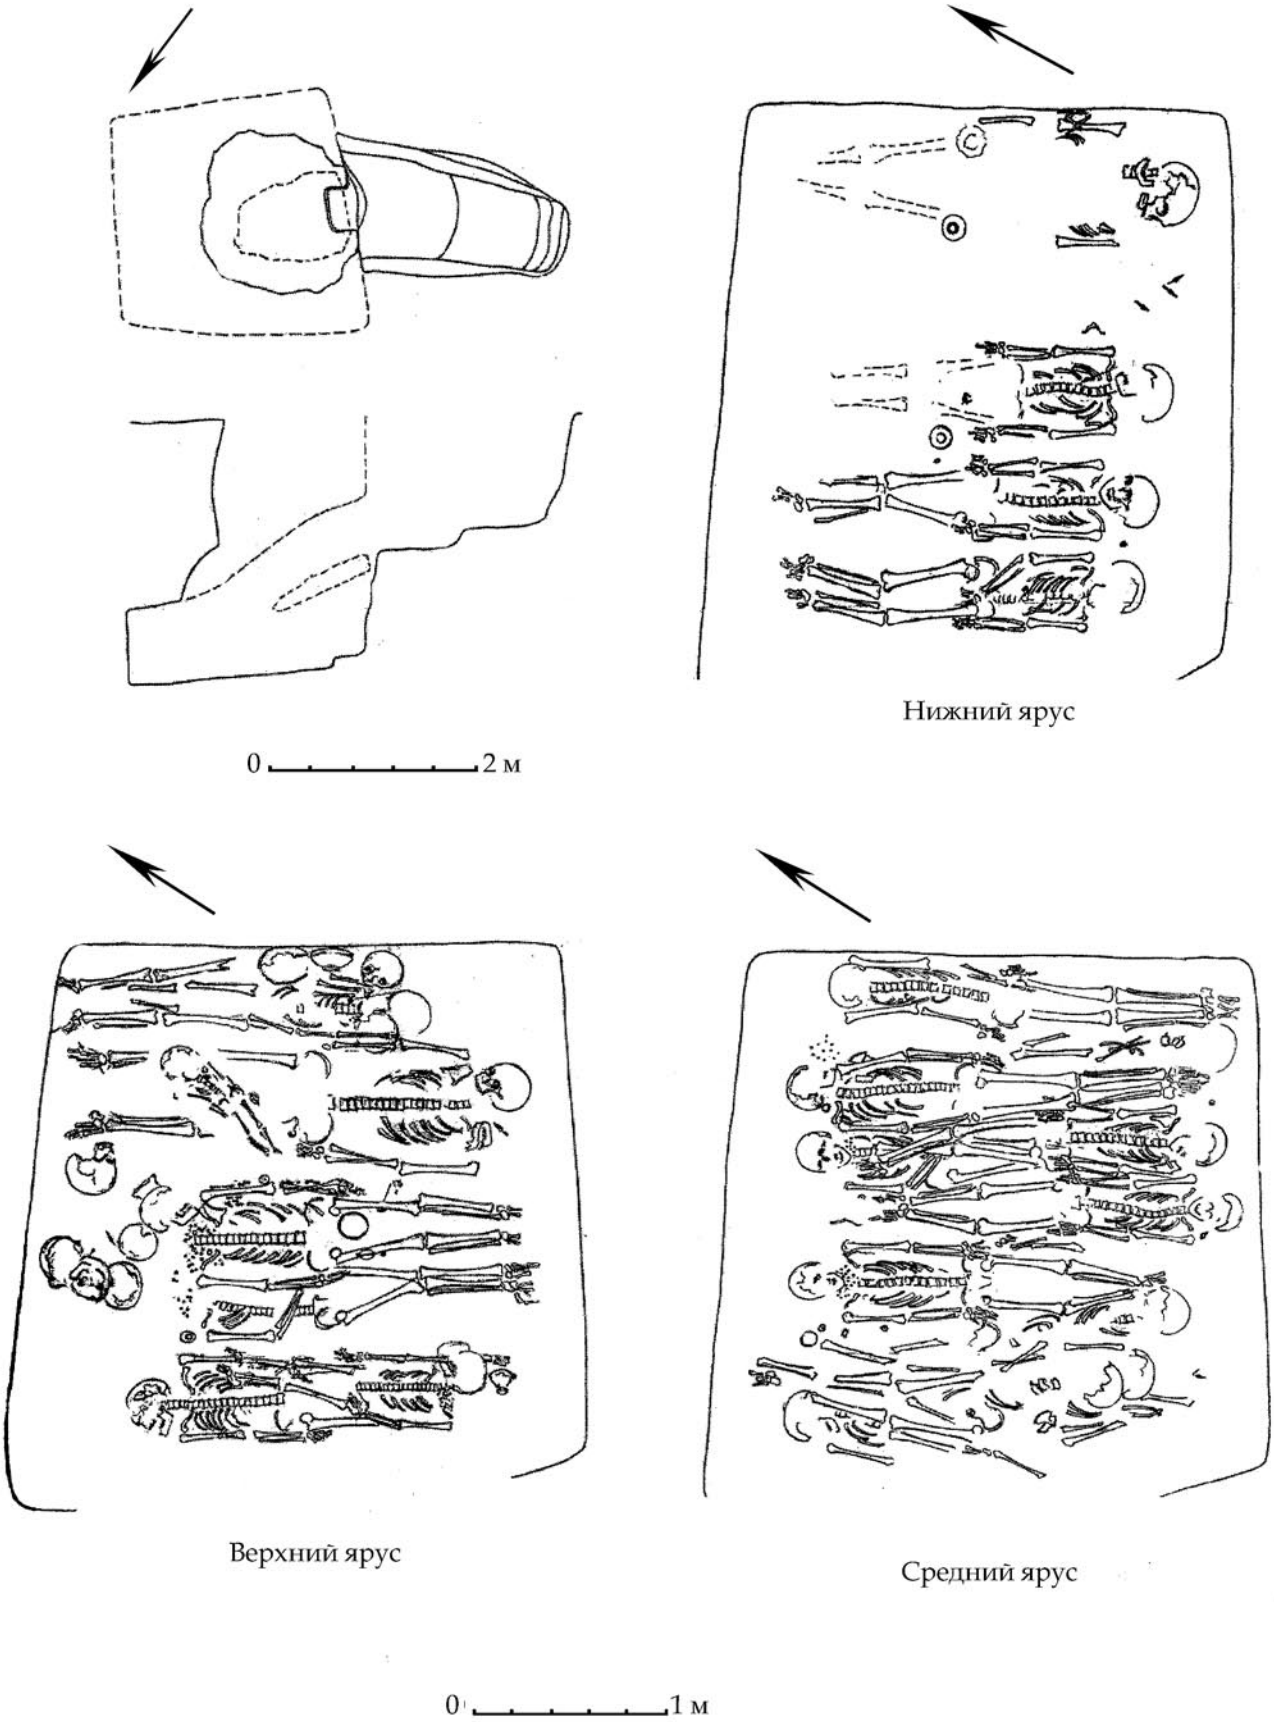 Нижний ярус
0 2 м
Верхний ярус
Средний ярус
0 1 м